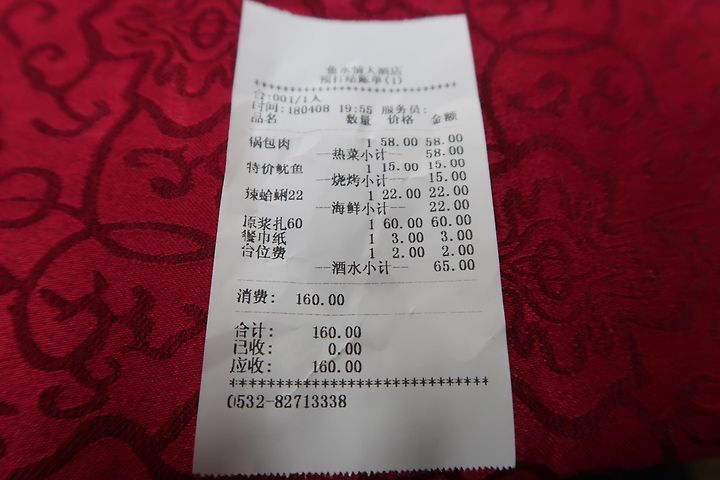 鱼水情大酒店
预打结账单(1)
*****************************
台:001/1人
时间:180408 19:55 服务员:
品名 数量 价格 金额
锅包肉 1 58.00 58.00
——热菜小计—— 58.00
特价鱿鱼 1 15.00 15.00
——烧烤小计—— 15.00
辣蛤蜊22 1 22.00 22.00
——海鲜小计—— 22.00
原浆扎60 1 60.00 60.00
餐巾纸 1 3.00 3.00
台位费 1 2.00 2.00
——酒水小计—— 65.00
消费: 160.00
合计: 160.00
已收: 0.00
应收: 160.00
*****************************
0532-82713338